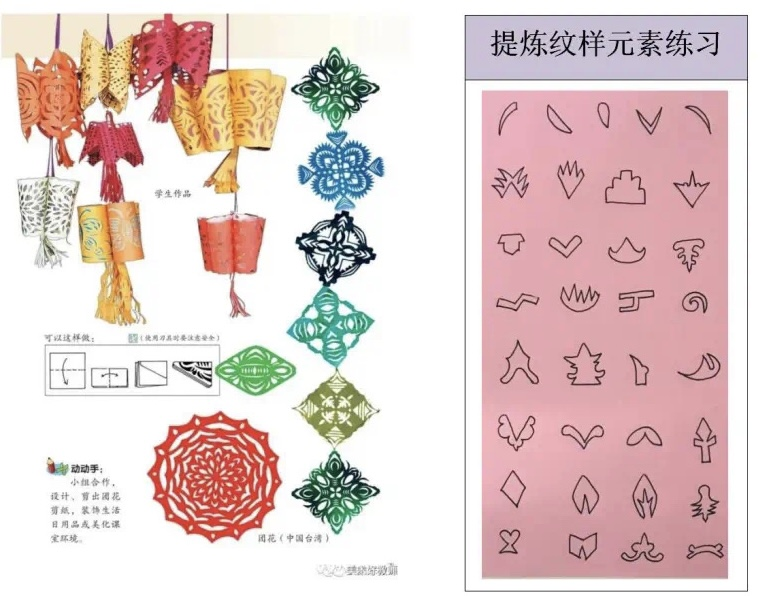 提炼纹样元素练习
学生作品
可以这样做：
（使用刀具时要注意安全）
动动手：
小组合作，
设计、剪出团花
剪纸，装饰生活
日用品或美化课
室环境。
团花（中国台湾）